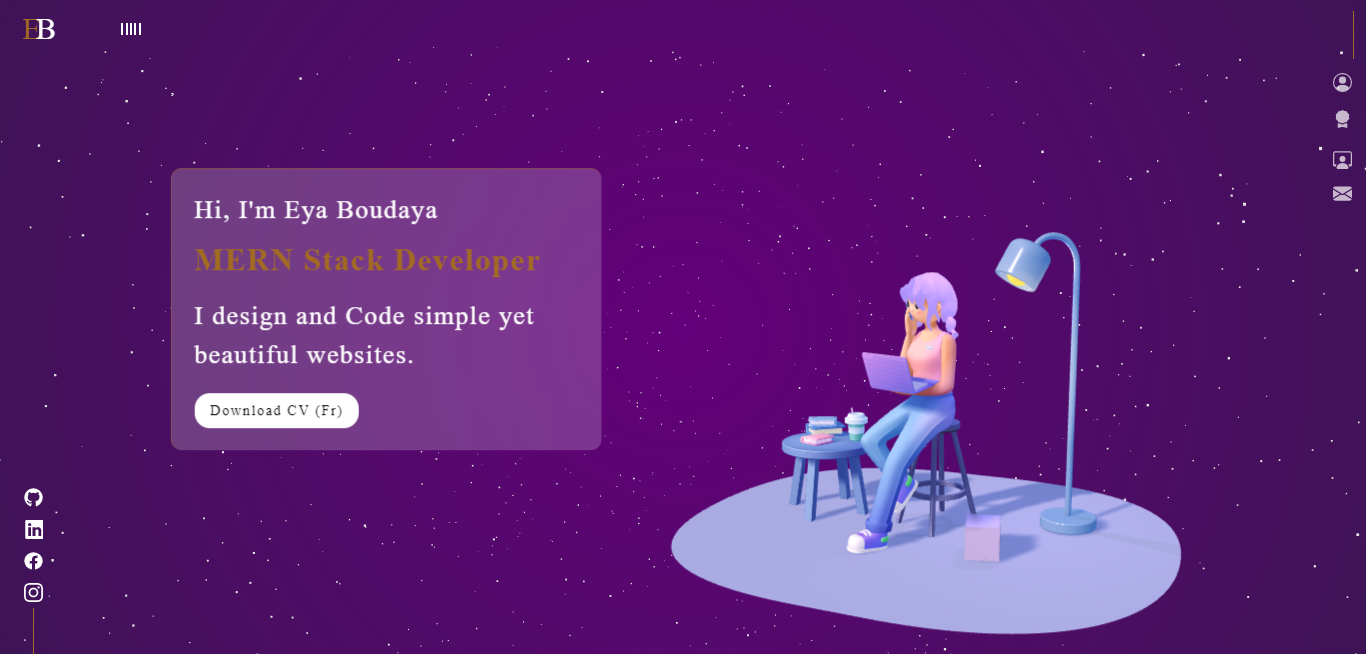 EB
Hi, I'm Eya Boudaya
MERN Stack Developer
I design and Code simple yet
beautiful websites.
Download CV (Fr)